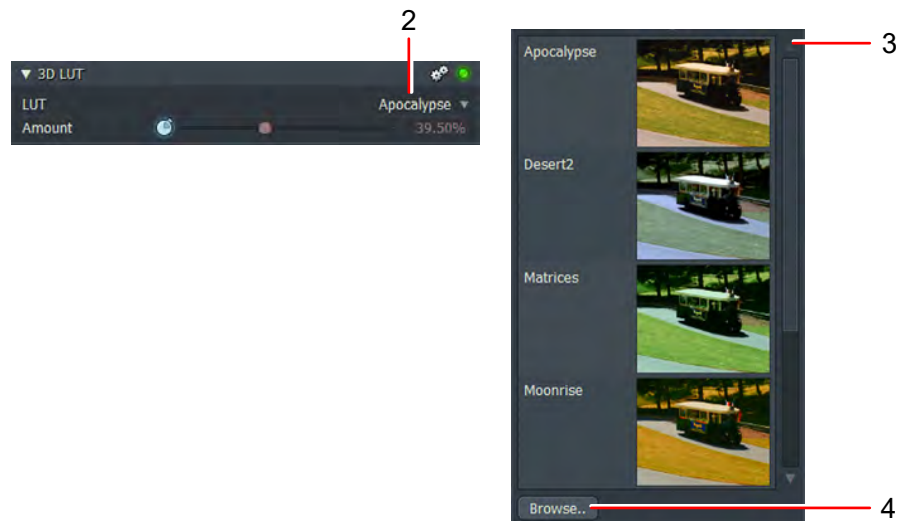 2
3D LUT
LUT Apocalypse
Amount 39.50%
3
Apocalypse
Desert2
Matrices
Moonrise
Browse..
4